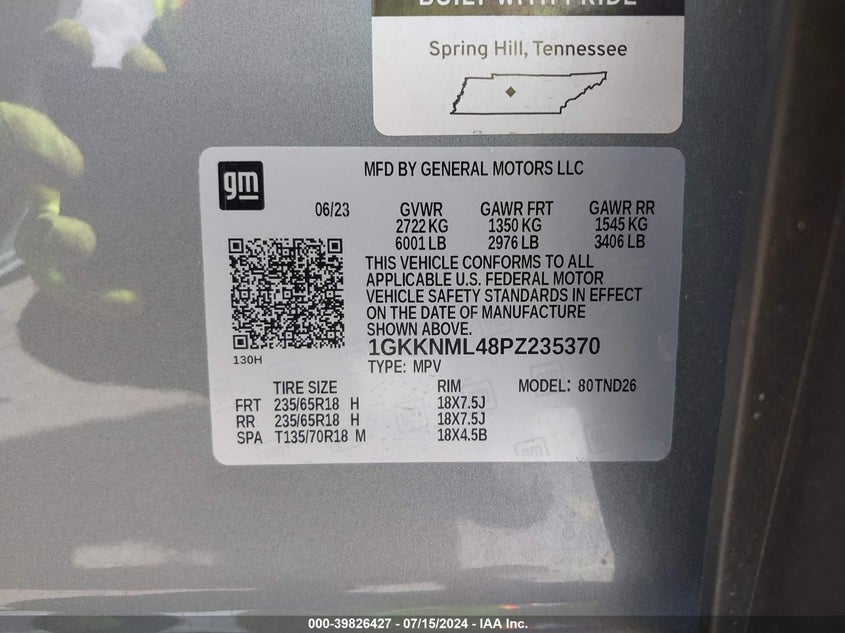 BUILT WITH PRIDE
Spring Hill, Tennessee
gm
MFD BY GENERAL MOTORS LLC
06/23 GVWR GAWR FRT GAWR RR
2722 KG 1350 KG 1545 KG
6001 LB 2976 LB 3406 LB
THIS VEHICLE CONFORMS TO ALL
APPLICABLE U.S. FEDERAL MOTOR
VEHICLE SAFETY STANDARDS IN EFFECT
ON THE DATE OF MANUFACTURE
SHOWN ABOVE.
130H
1GKKNML48PZ235370
TYPE: MPV
TIRE SIZE RIM MODEL: 80TND26
FRT 235/65R18 H 18X7.5J
RR 235/65R18 H 18X7.5J
SPA T135/70R18 M 18X4.5B
000-39826427 - 07/15/2024 - IAA Inc.